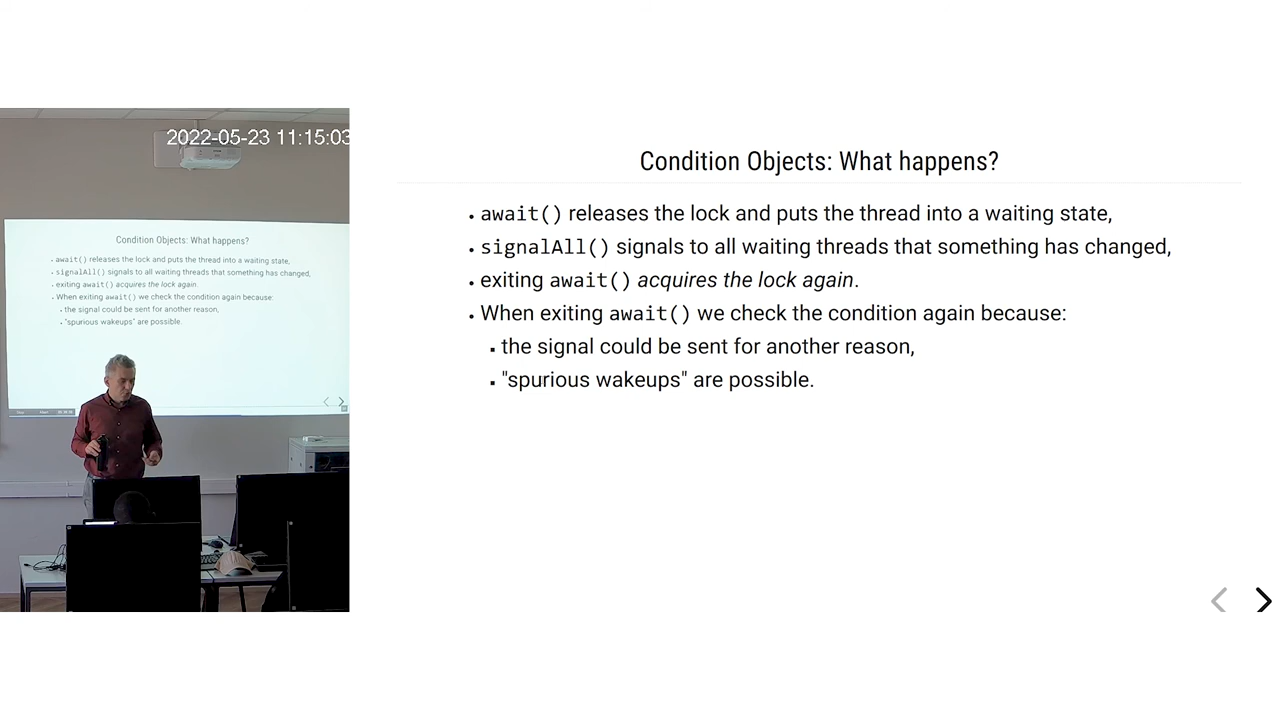 2022-05-23 11:15:03
Condition Objects: What happens?
await() releases the lock and puts the thread into a waiting state,
signalAll() signals to all waiting threads that something has changed,
exiting await() acquires the lock again.
When exiting await() we check the condition again because:
the signal could be sent for another reason,
"spurious wakeups" are possible.
Condition Objects: What happens?
• await() releases the lock and puts the thread into a waiting state,
• signalAll() signals to all waiting threads that something has changed,
• exiting await() acquires the lock again.
• When exiting await() we check the condition again because:
▪ the signal could be sent for another reason,
▪ "spurious wakeups" are possible.